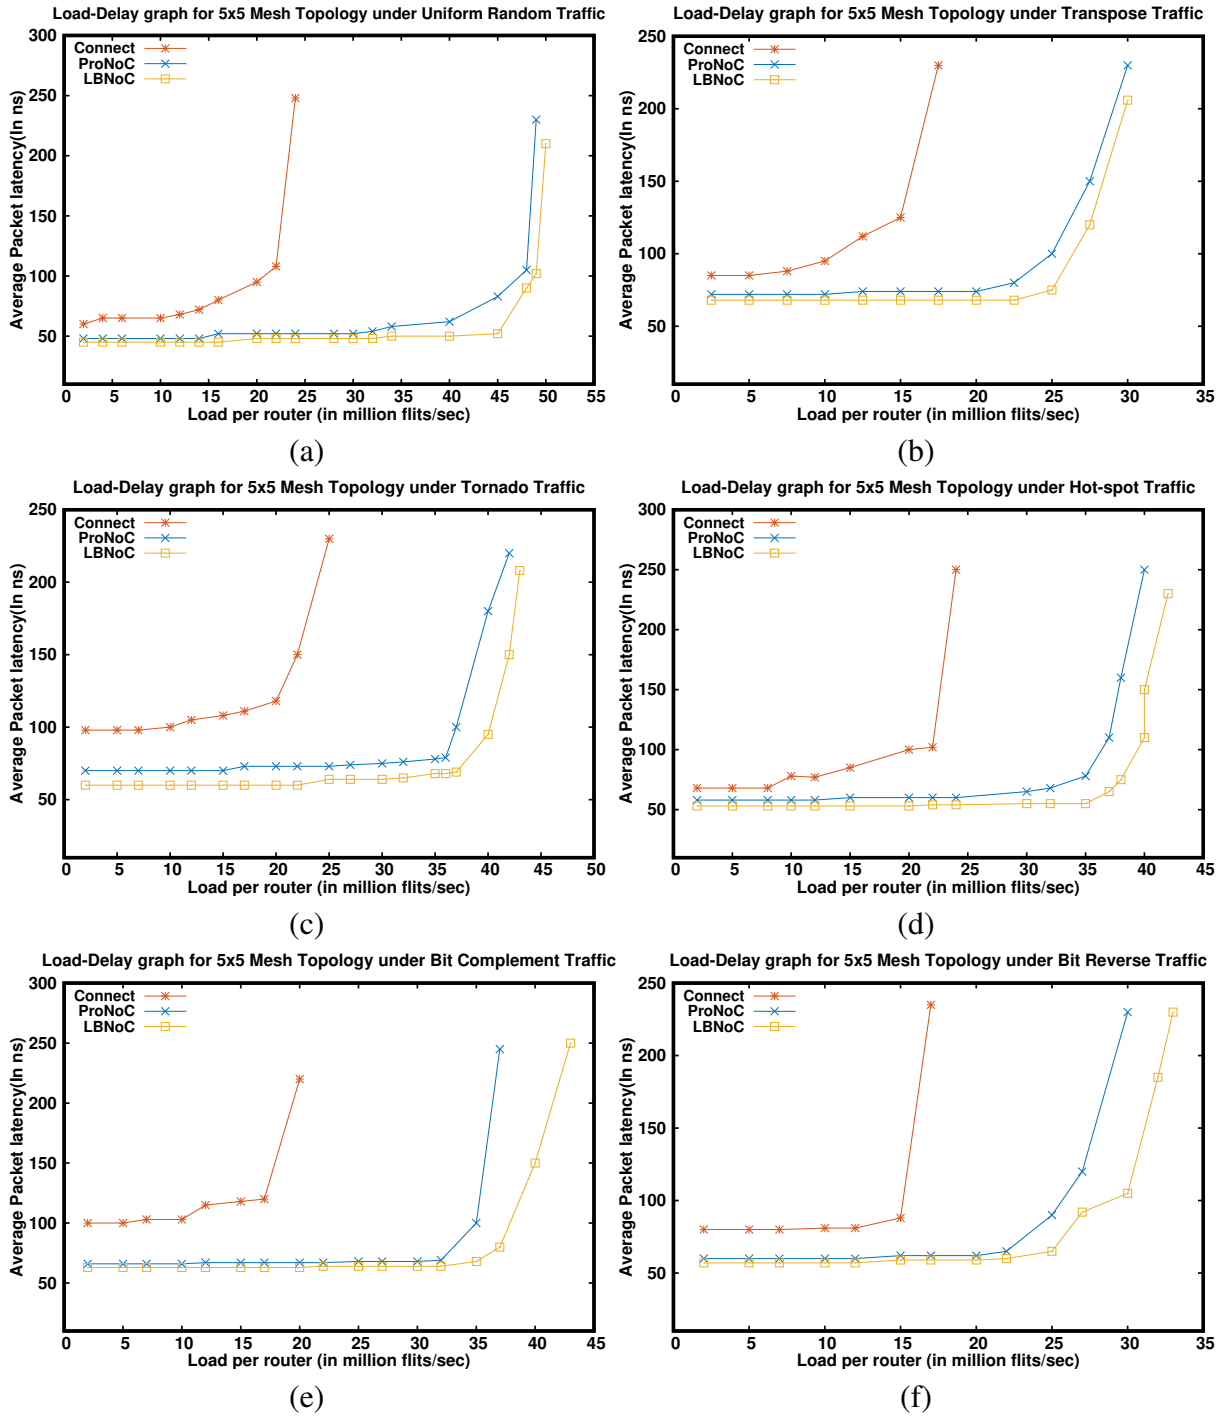 Load-Delay graph for 5x5 Mesh Topology under Uniform Random Traffic
300
250
200
150
100
50
Average Packet latency(In ns)
Connect
ProNoC
LBNoC
0 5 10 15 20 25 30 35 40 45 50 55
Load per router (in million flits/sec)
(a)
Load-Delay graph for 5x5 Mesh Topology under Transpose Traffic
250
200
150
100
50
Average Packet latency(In ns)
Connect
ProNoC
LBNoC
0 5 10 15 20 25 30 35
Load per router (in million flits/sec)
(b)
Load-Delay graph for 5x5 Mesh Topology under Tornado Traffic
250
200
150
100
50
Average Packet latency(In ns)
Connect
ProNoC
LBNoC
0 5 10 15 20 25 30 35 40 45 50
Load per router (in million flits/sec)
(c)
Load-Delay graph for 5x5 Mesh Topology under Hot-spot Traffic
300
250
200
150
100
50
Average Packet latency(In ns)
Connect
ProNoC
LBNoC
0 5 10 15 20 25 30 35 40 45
Load per router (in million flits/sec)
(d)
Load-Delay graph for 5x5 Mesh Topology under Bit Complement Traffic
300
250
200
150
100
50
Average Packet latency(In ns)
Connect
ProNoC
LBNoC
0 5 10 15 20 25 30 35 40 45
Load per router (in million flits/sec)
(e)
Load-Delay graph for 5x5 Mesh Topology under Bit Reverse Traffic
250
200
150
100
50
Average Packet latency(In ns)
Connect
ProNoC
LBNoC
0 5 10 15 20 25 30 35
Load per router (in million flits/sec)
(f)